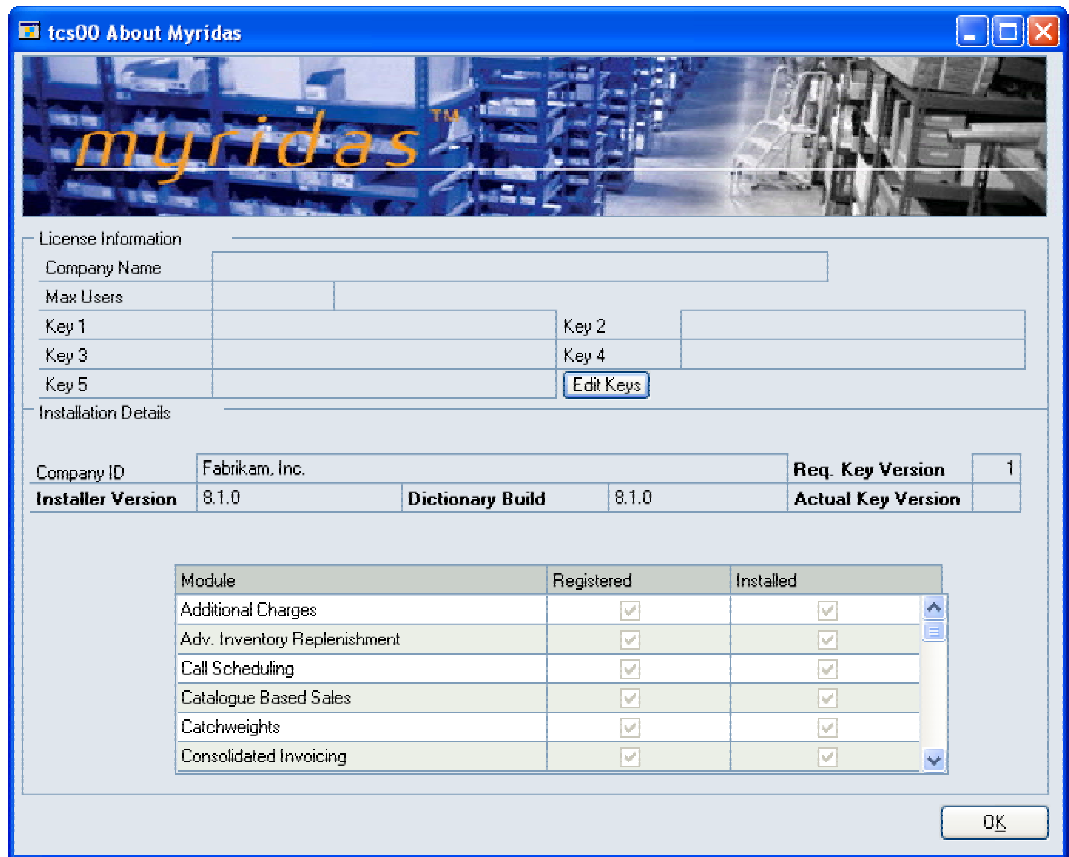 tcs00 About Myridas
myridas™
License Information
Company Name
Max Users
Key 1 Key 2
Key 3 Key 4
Key 5 Edit Keys
Installation Details
Company ID Fabrikam, Inc. Req. Key Version 1
Installer Version 8.1.0 Dictionary Build 8.1.0 Actual Key Version
Module Registered Installed
Additional Charges
Adv. Inventory Replenishment
Call Scheduling
Catalogue Based Sales
Catchweights
Consolidated Invoicing
OK